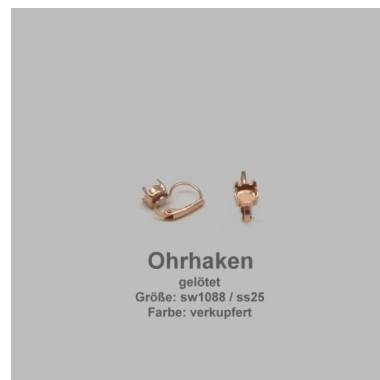 Ohrhaken
gelötet
Größe: sw1088 / ss25
Farbe: verkupfert